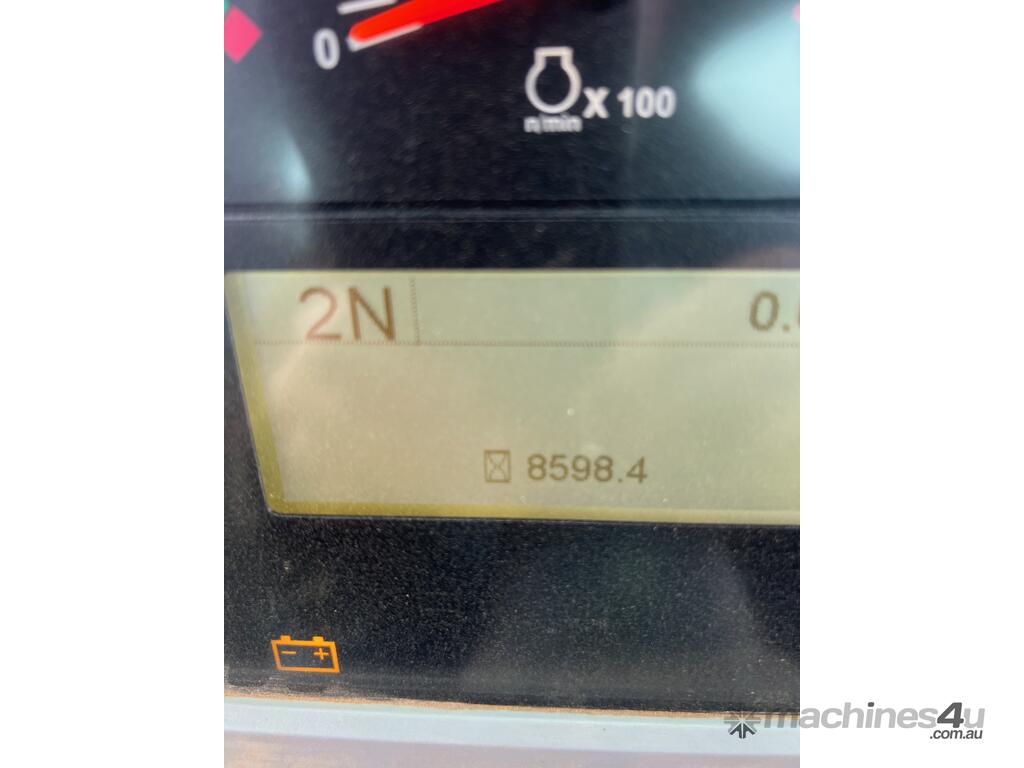 0
X 100
n/min
2N
0.
8598.4
- +
machines4u
.com.au